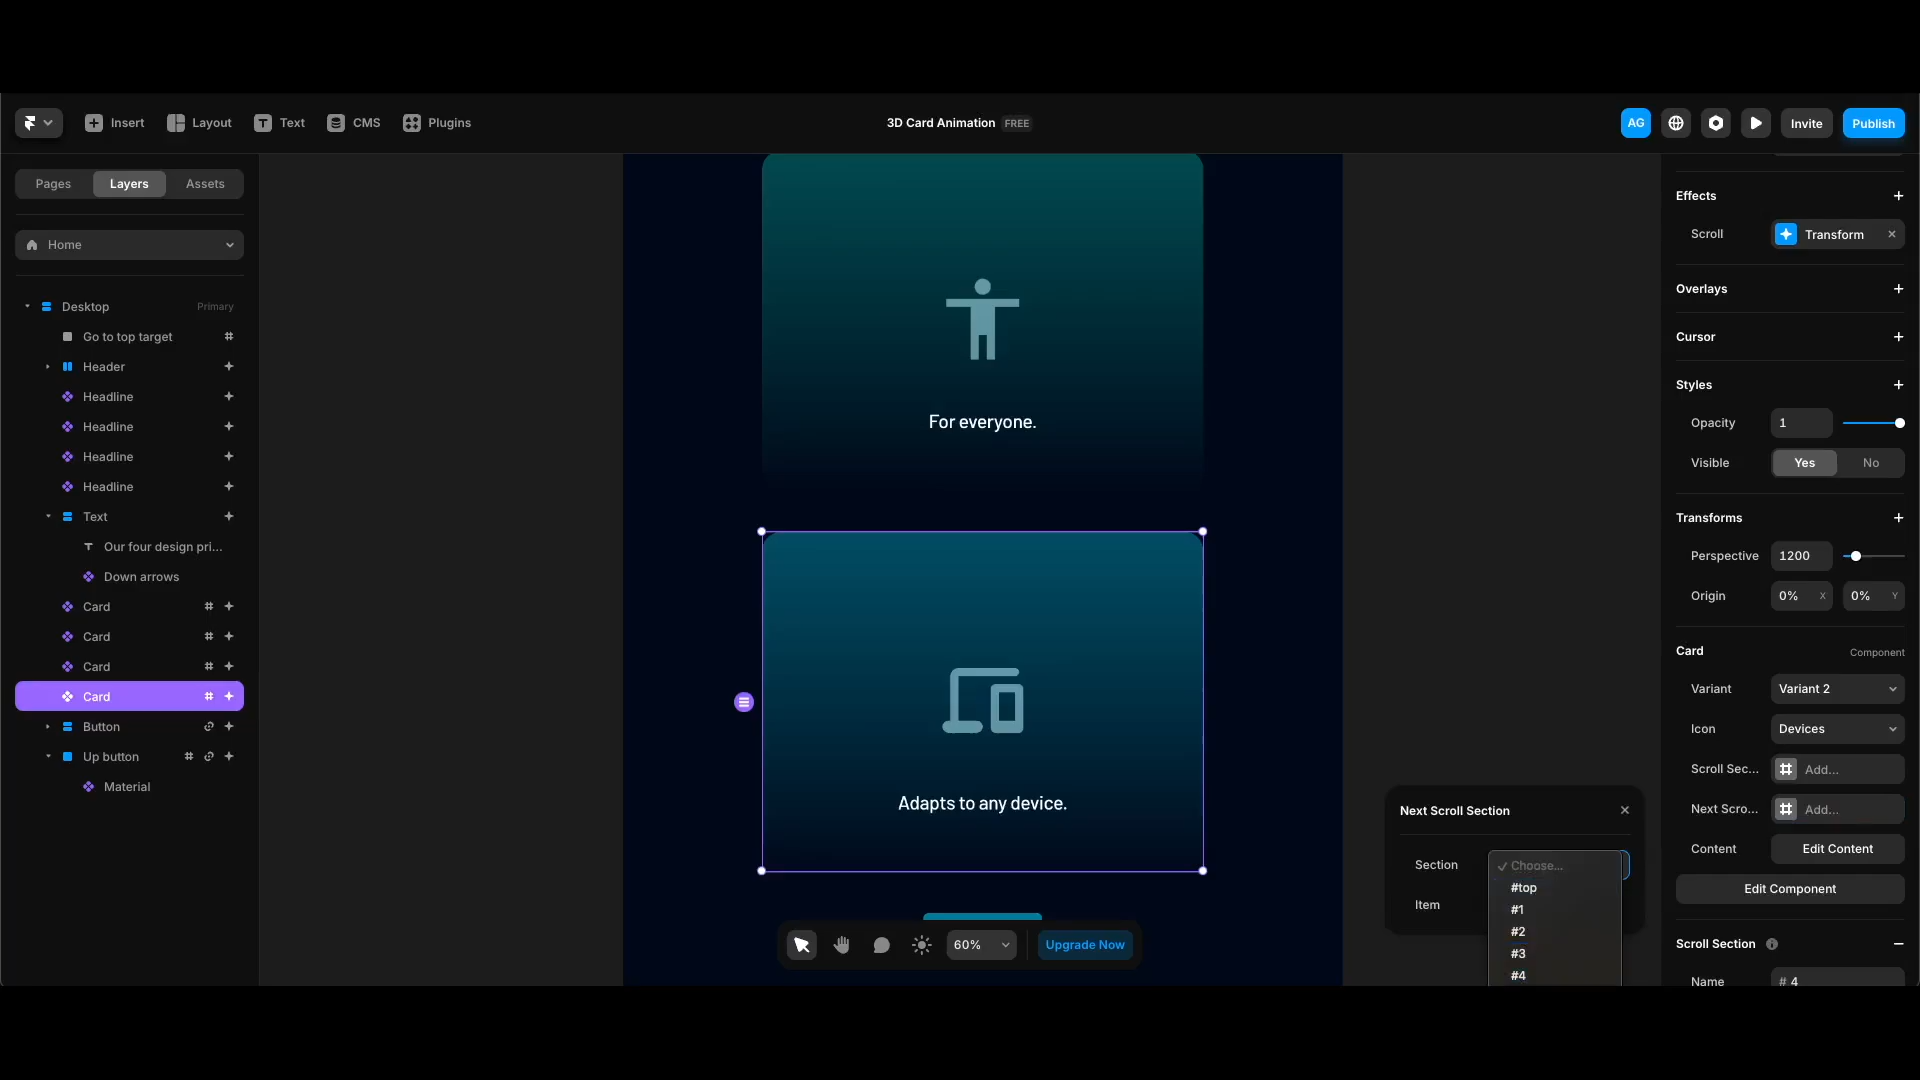 Insert
Layout
Text
CMS
Plugins
3D Card Animation FREE
AG
Invite
Publish
Pages
Layers
Assets
Home
Desktop
Primary
Go to top target
Header
Headline
Headline
Headline
Headline
Text
Our four design pri...
Down arrows
Card
Card
Card
Card
Button
Up button
Material
For everyone.
Adapts to any device.
60%
Upgrade Now
Next Scroll Section
Section
Choose...
#top
#1
#2
#3
#4
Item
Effects
Scroll
Transform
Overlays
Cursor
Styles
Opacity
1
Visible
Yes
No
Transforms
Perspective
1200
Origin
0% X
0% Y
Card
Component
Variant
Variant 2
Icon
Devices
Scroll Sec...
Add...
Next Scro...
Add...
Content
Edit Content
Edit Component
Scroll Section
Name
# 4